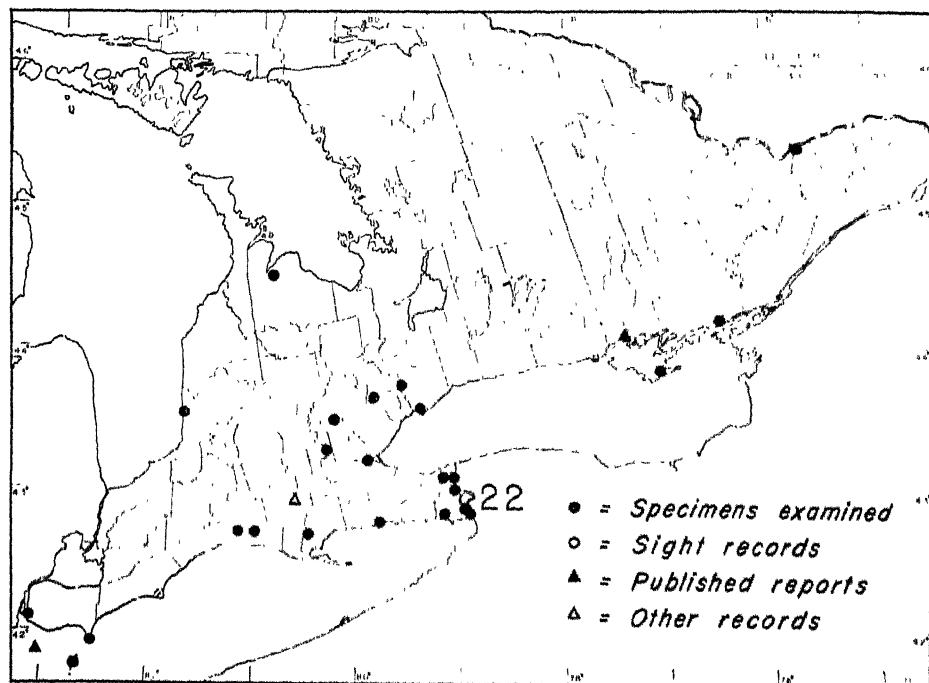 22
● = Specimens examined
○ = Sight records
▲ = Published reports
△ = Other records